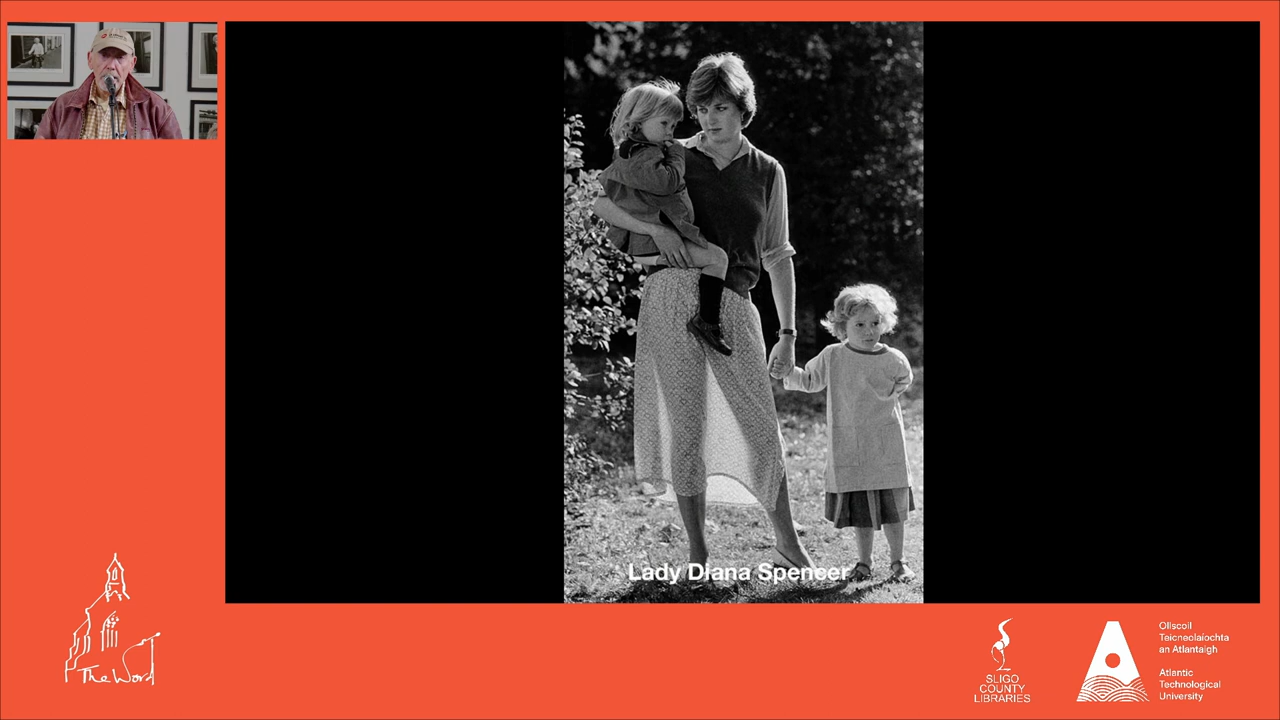 Lady Diana Spencer
The Word
SLIGO
COUNTY
LIBRARIES
Ollscoil
Teicneolaíochta
an Atlantaigh
Atlantic
Technological
University